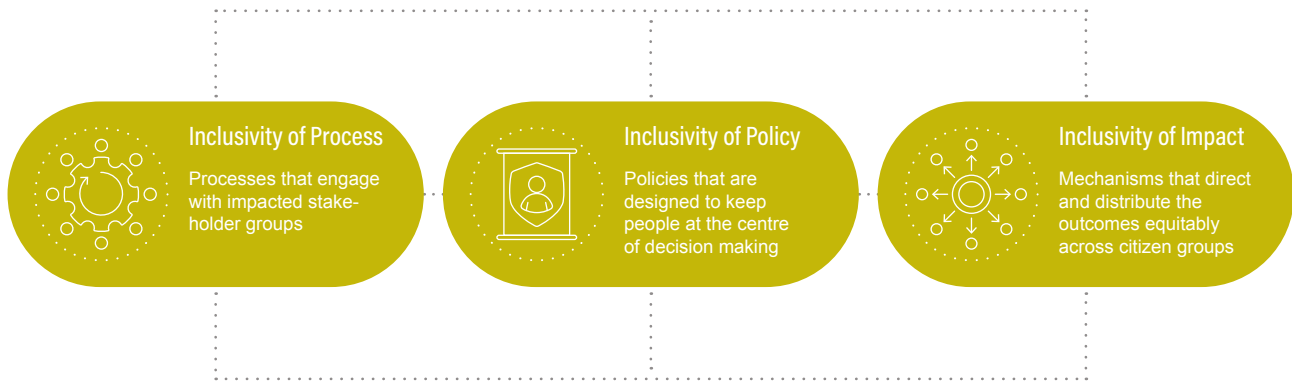 Inclusivity of Process
Processes that engage
with impacted stake-
holder groups
Inclusivity of Policy
Policies that are
designed to keep
people at the centre
of decision making
Inclusivity of Impact
Mechanisms that direct
and distribute the
outcomes equitably
across citizen groups